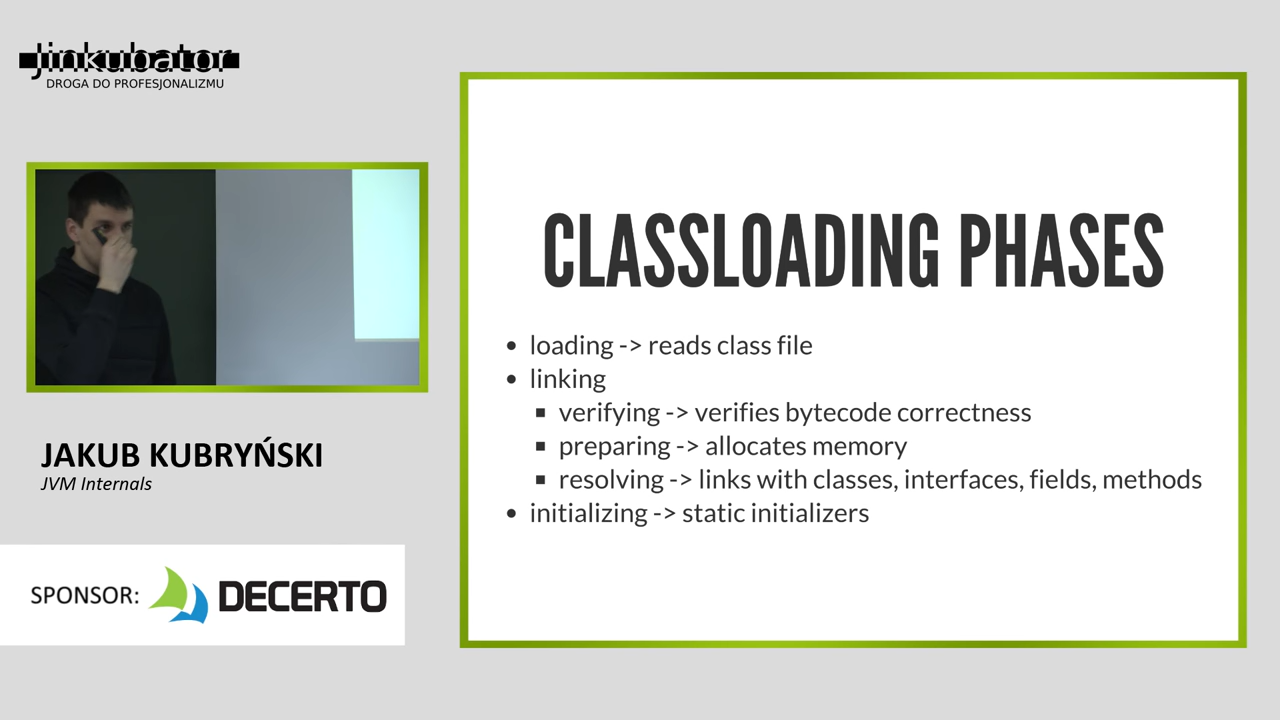 Jinkubator
DROGA DO PROFESJONALIZMU
JAKUB KUBRYŃSKI
JVM Internals
SPONSOR: DECERTO
CLASSLOADING PHASES
• loading -> reads class file
• linking
▪ verifying -> verifies bytecode correctness
▪ preparing -> allocates memory
▪ resolving -> links with classes, interfaces, fields, methods
• initializing -> static initializers